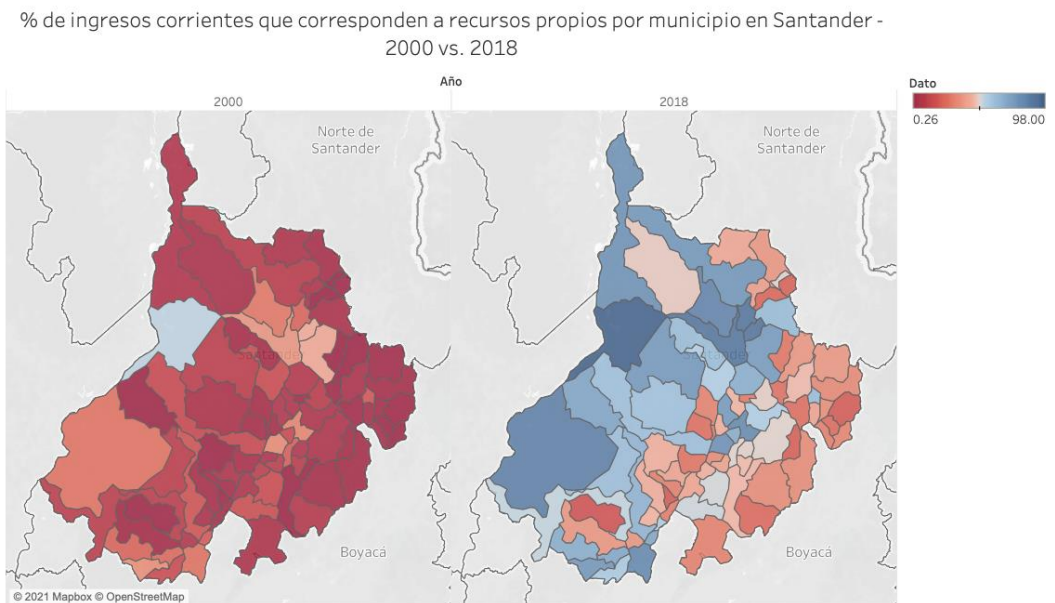 % de ingresos corrientes que corresponden a recursos propios por municipio en Santander -
2000 vs. 2018
Año
2000
2018
Dato
0.26
98.00
Norte de
Santander
Norte de
Santander
Santander
Santander
Boyacá
Boyacá
© 2021 Mapbox © OpenStreetMap